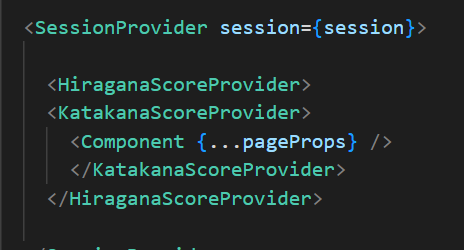 <SessionProvider session={session}>
<HiraganaScoreProvider>
<KatakanaScoreProvider>
<Component {...pageProps} />
</KatakanaScoreProvider>
</HiraganaScoreProvider>